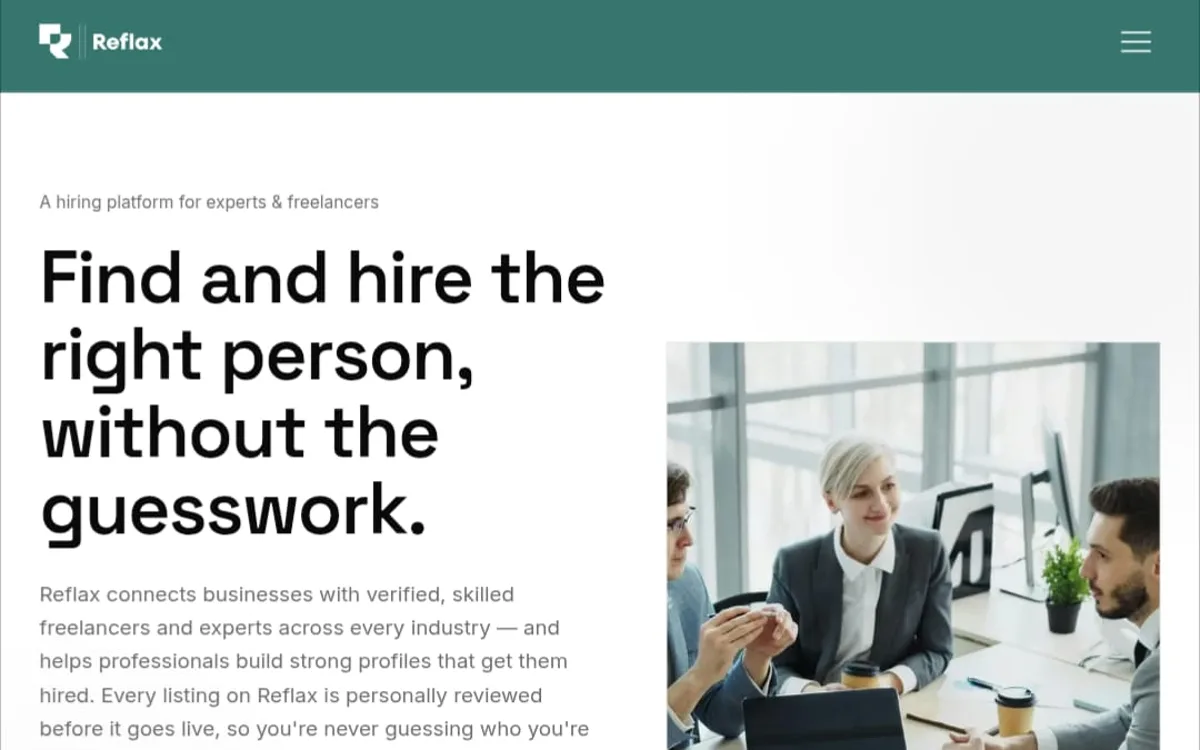 Reflax
A hiring platform for experts & freelancers
Find and hire the
right person,
without the
guesswork.
Reflax connects businesses with verified, skilled
freelancers and experts across every industry — and
helps professionals build strong profiles that get them
hired. Every listing on Reflax is personally reviewed
before it goes live, so you're never guessing who you're